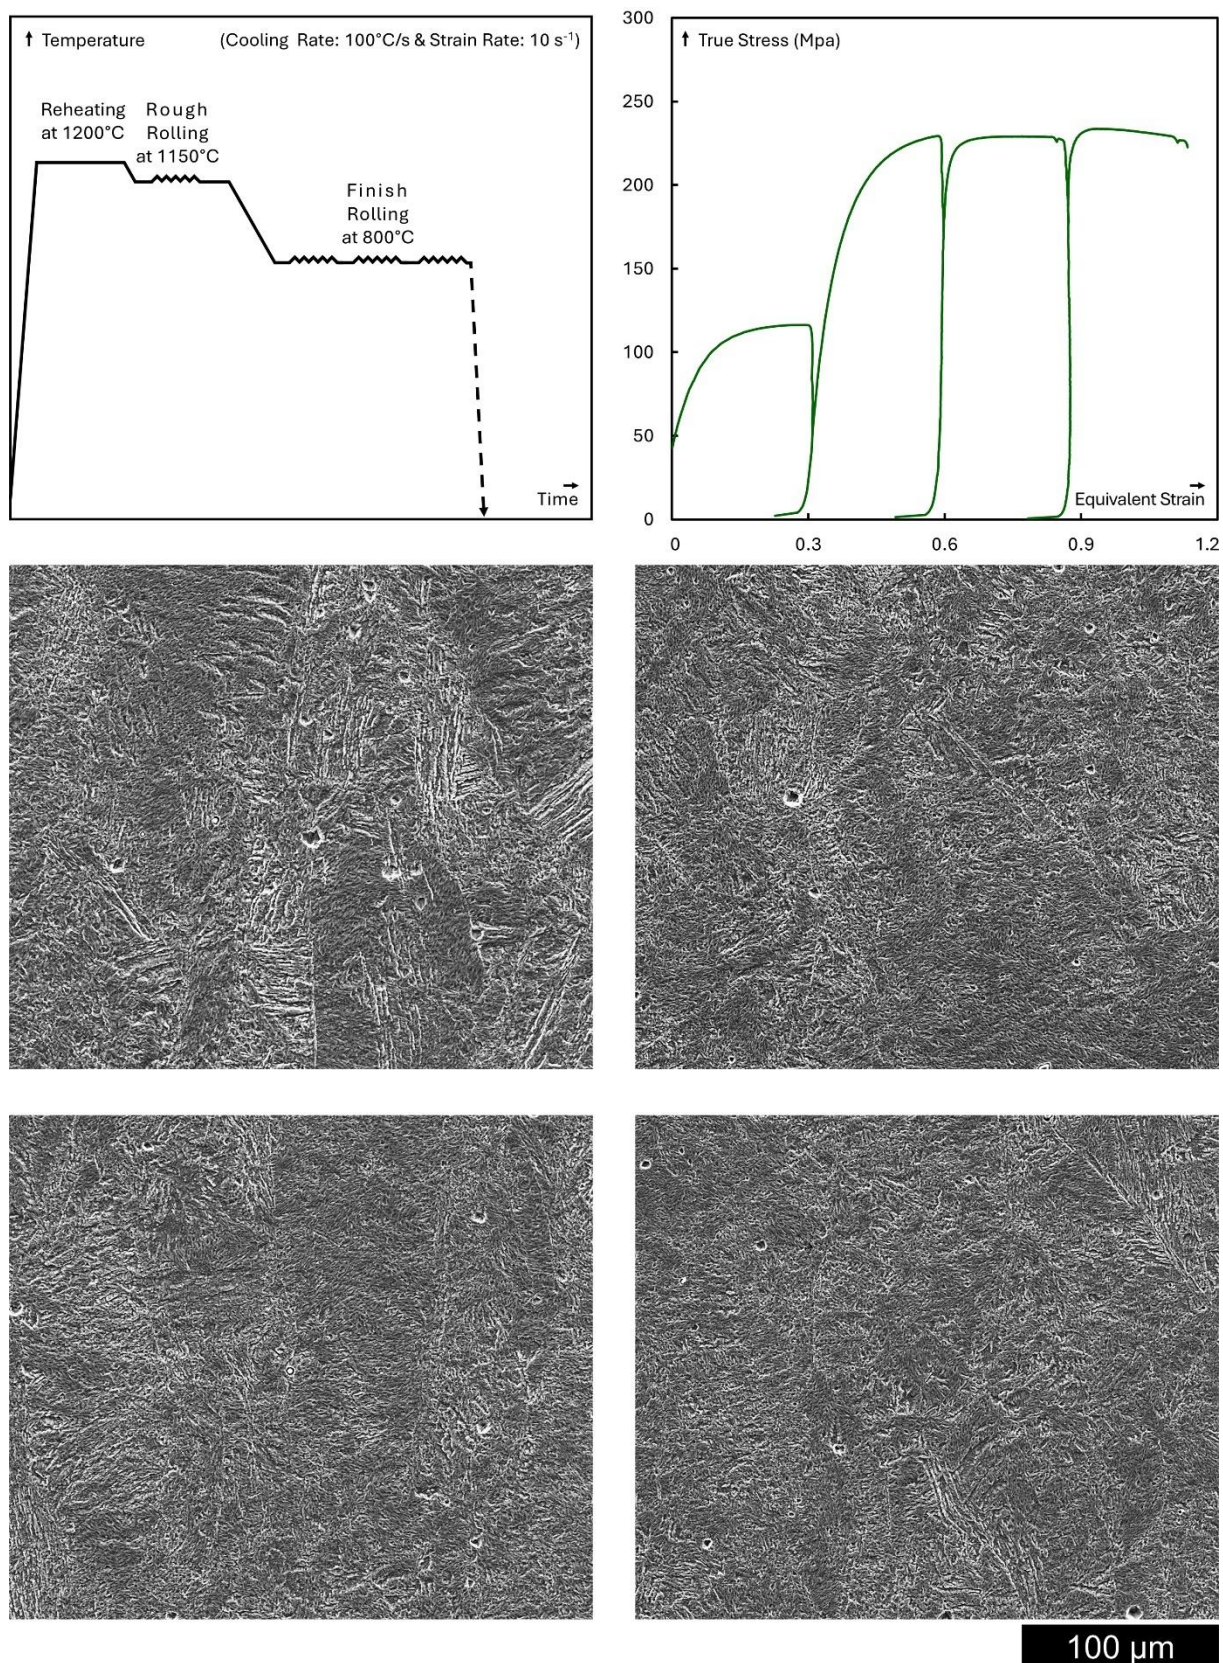 ↑ Temperature (Cooling Rate: 100°C/s & Strain Rate: 10 s⁻¹)
Reheating
at 1200°C
Rough
Rolling
at 1150°C
Finish
Rolling
at 800°C
→
Time
↑ True Stress (Mpa)
300
250
200
150
100
50
0
→
Equivalent Strain
0 0.3 0.6 0.9 1.2
100 µm